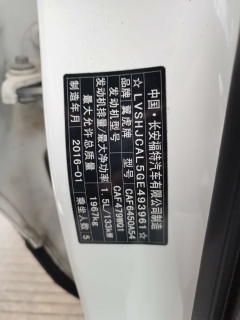 中国·长安福特汽车有限公司制造
☆LVSHJCAL5GE493961☆
品牌 翼虎牌 型号 CAF6450A54
发动机型号 CAF479WQ1
发动机排量/最大净功率 1.5L/133kW
最大允许总质量 1967kg
制造年月 2016-01 乘坐人数 5